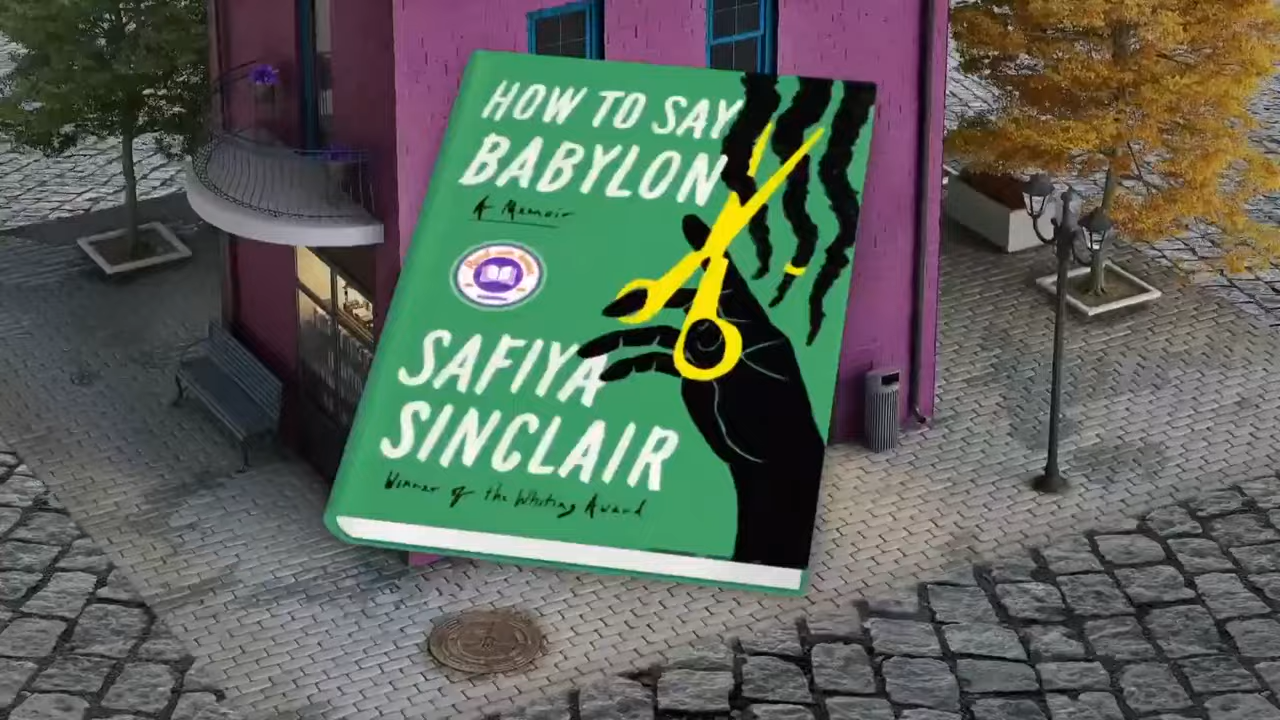 HOW TO SAY
BABYLON
A Memoir
SAFIYA
SINCLAIR
Winner of the Whiting Award